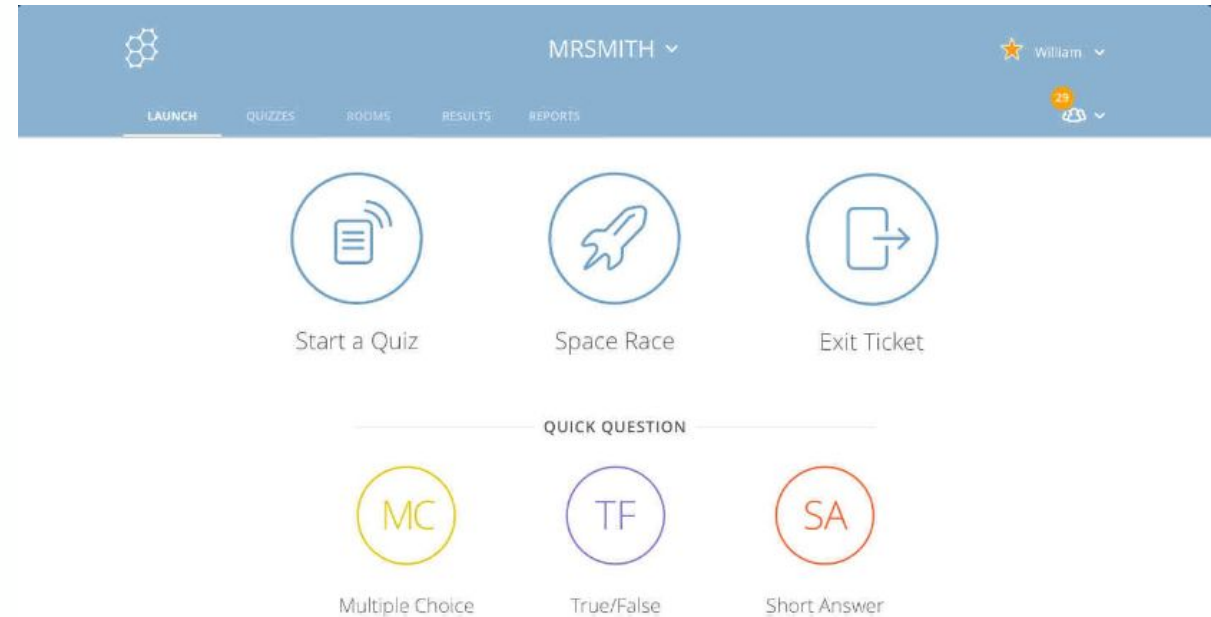 MRSMITH
William
LAUNCH QUIZZES ROOMS RESULTS REPORTS
29
Start a Quiz Space Race Exit Ticket
QUICK QUESTION
MC TF SA
Multiple Choice True/False Short Answer